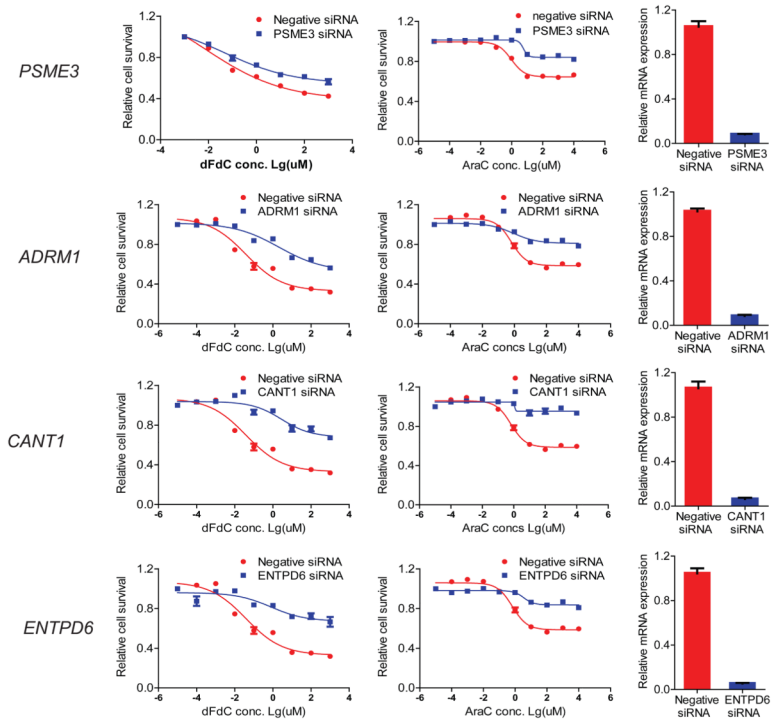 PSME3
Relative cell survival
1.2
1.0
0.8
0.6
0.4
0.2
0.0
-4 -2 0 2 4
dFdC conc. Lg(uM)
Negative siRNA
PSME3 siRNA
Relative cell survival
1.2
0.8
0.4
0.0
-6 -4 -2 0 2 4 6
AraC conc. Lg(uM)
negative siRNA
PSME3 siRNA
Relative mRNA expression
1.2
0.8
0.4
0.0
Negative siRNA
PSME3 siRNA
ADRM1
Relative cell survival
1.2
0.8
0.4
0.0
-6 -4 -2 0 2 4
dFdC conc. Lg(uM)
Negative siRNA
ADRM1 siRNA
Relative cell survival
1.2
0.8
0.4
0.0
-6 -4 -2 0 2 4 6
AraC concs Lg(uM)
Negative siRNA
ADRM1 siRNA
Relative mRNA expression
1.2
0.8
0.4
0.0
Negative siRNA
ADRM1 siRNA
CANT1
Relative cell survival
1.2
0.8
0.4
0.0
-6 -4 -2 0 2 4
dFdC conc. Lg(uM)
Negative siRNA
CANT1 siRNA
Relative cell survival
1.2
0.8
0.4
0.0
-6 -4 -2 0 2 4 6
AraC concs Lg(uM)
Negative siRNA
CANT1 siRNA
Relative mRNA expression
1.2
0.8
0.4
0.0
Negative siRNA
CANT1 siRNA
ENTPD6
Relative cell survival
1.2
0.8
0.4
0.0
-6 -4 -2 0 2 4
dFdC conc. Lg(uM)
Negative siRNA
ENTPD6 siRNA
Relative cell survival
1.2
0.8
0.4
0.0
-6 -4 -2 0 2 4 6
AraC conc. Lg(uM)
Negative siRNA
ENTPD6 siRNA
Relative mRNA expression
1.2
0.8
0.4
0.0
Negative siRNA
ENTPD6 siRNA